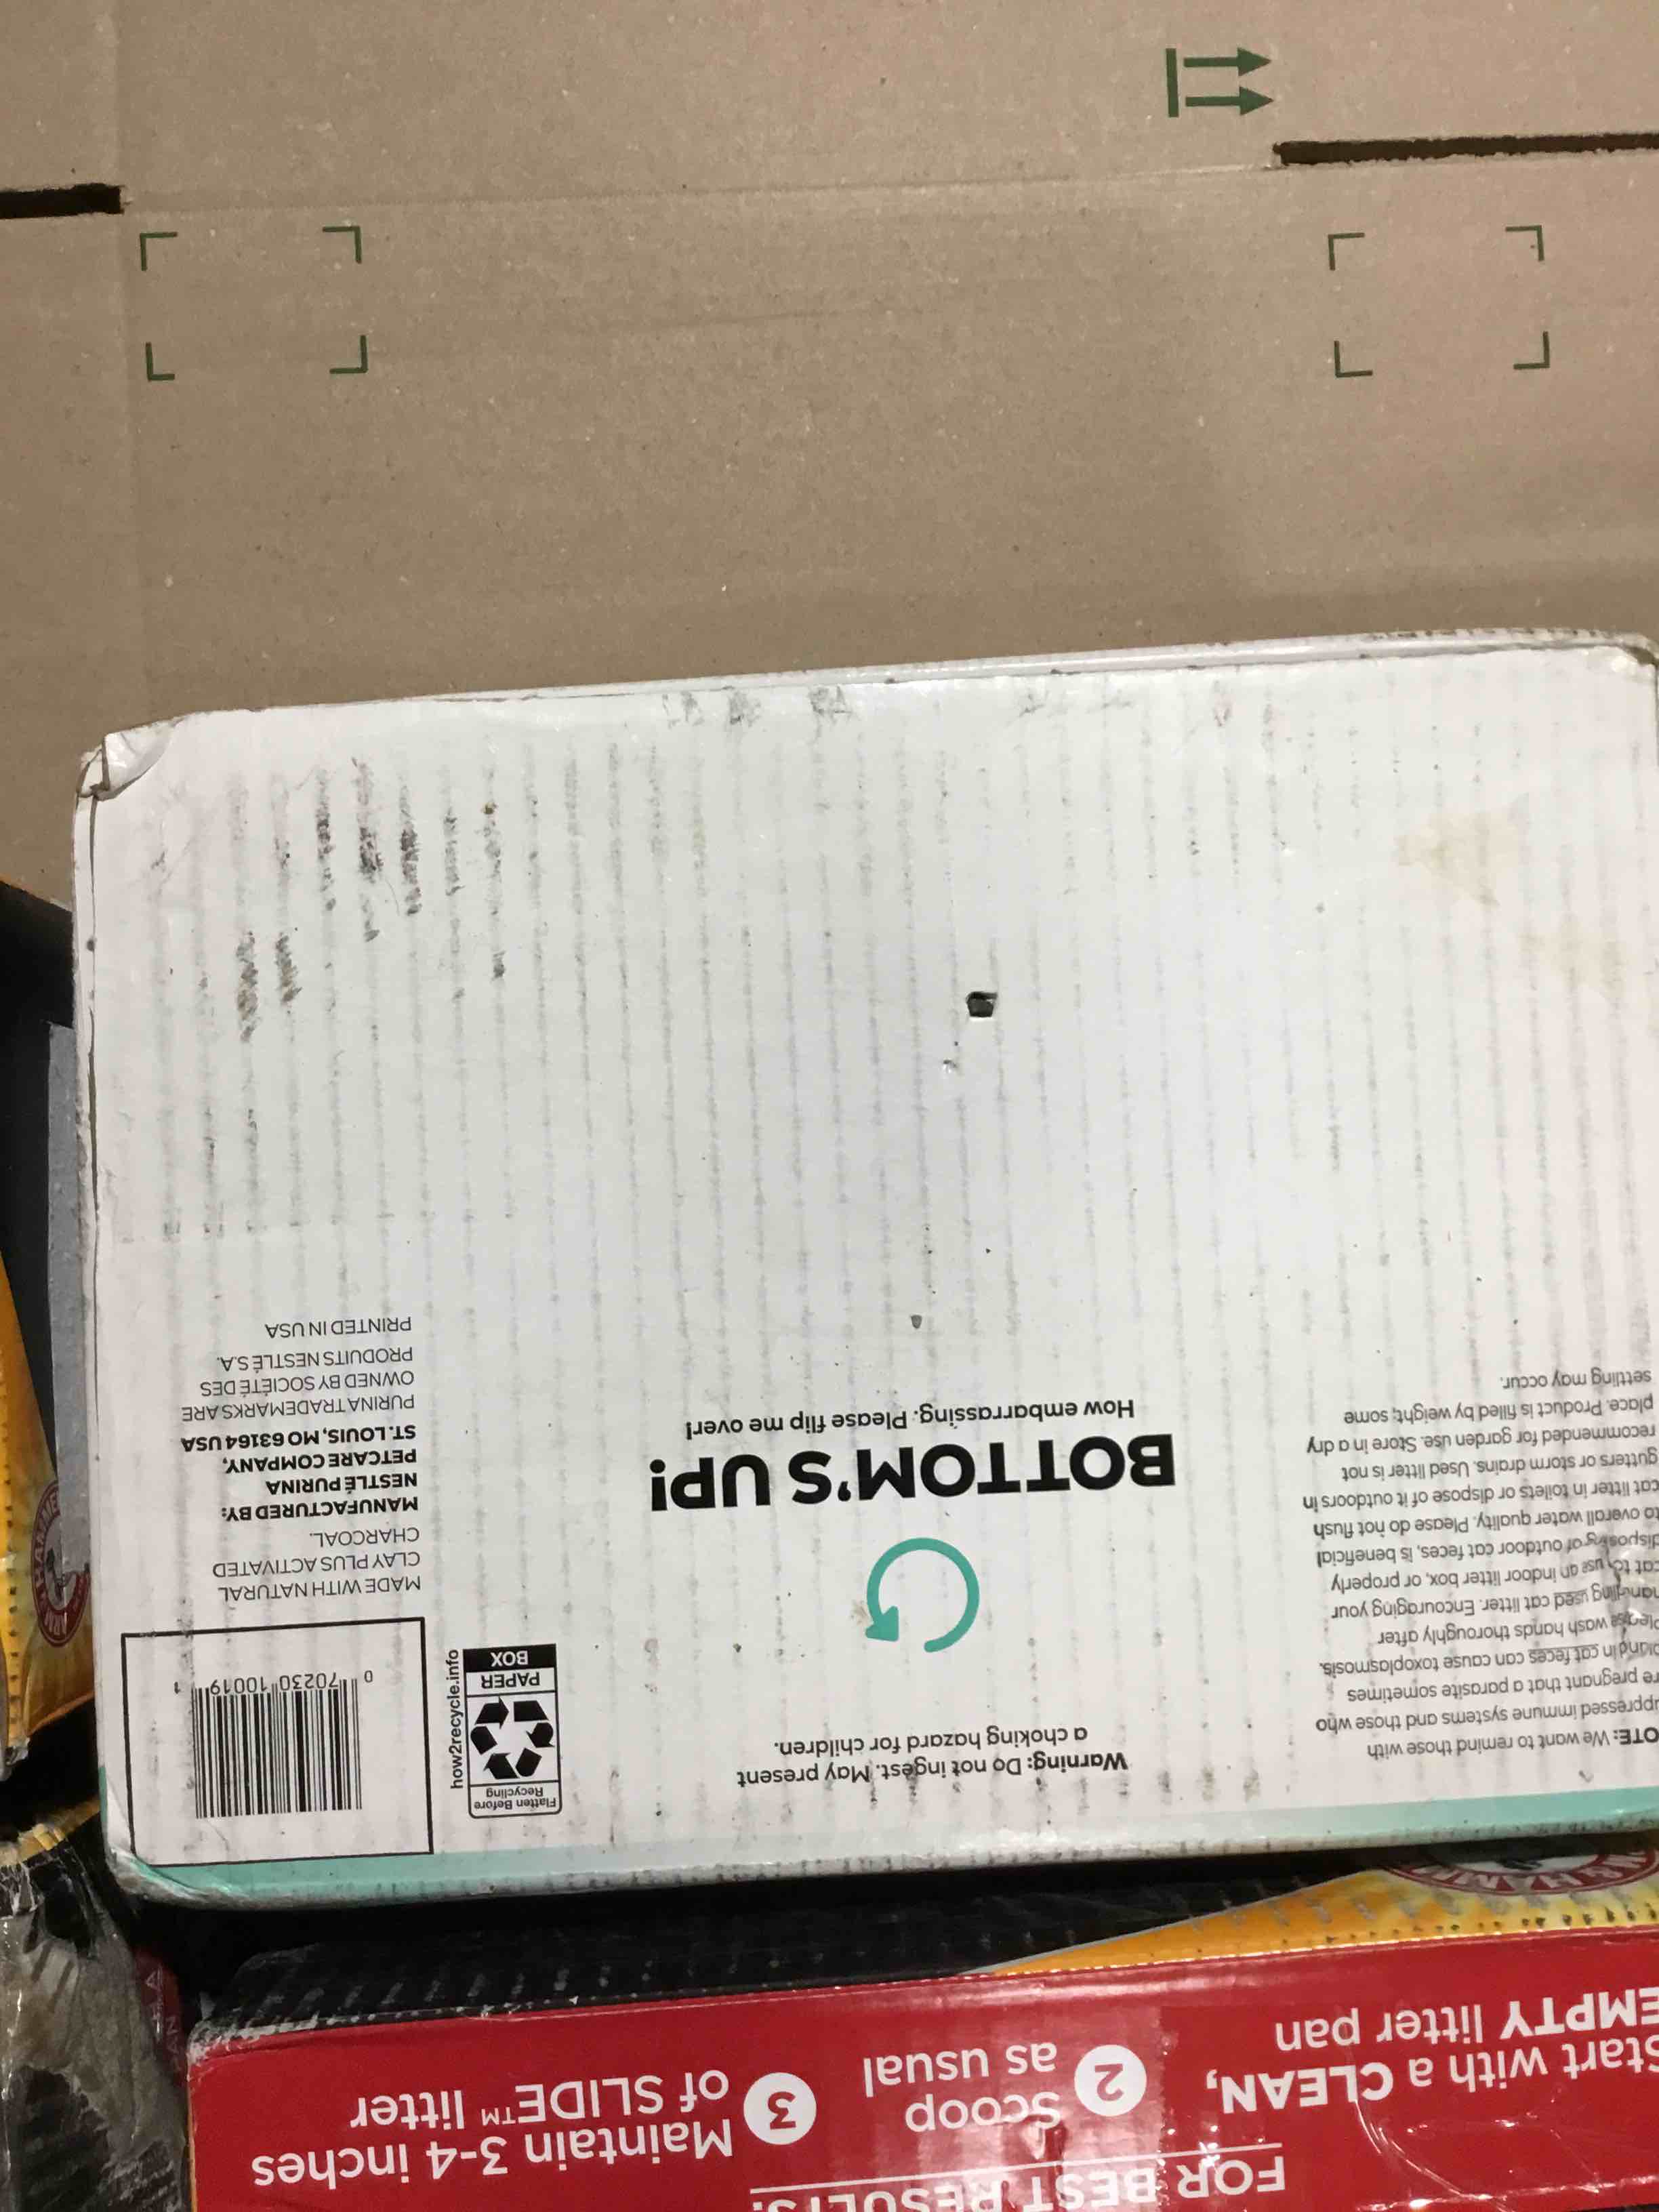 NOTE: We want to remind those with
suppressed immune systems and those who
are pregnant that a parasite sometimes
found in cat feces can cause toxoplasmosis.
Please wash hands thoroughly after
handling used cat litter. Encouraging your
cat to use an indoor litter box, or properly
disposing of outdoor cat feces, is beneficial
to overall water quality. Please do not flush
cat litter in toilets or dispose of it outdoors in
gutters or storm drains. Used litter is not
recommended for garden use. Store in a dry
place. Product is filled by weight; some
settling may occur.
Warning: Do not ingest. May present
a choking hazard for children.
BOTTOM'S UP!
How embarrassing. Please flip me over!
Flatten Before
Recycling
PAPER
BOX
how2recycle.info
0 70230 10019 1
MADE WITH NATURAL
CLAY PLUS ACTIVATED
CHARCOAL.
MANUFACTURED BY:
NESTLÉ PURINA
PETCARE COMPANY,
ST. LOUIS, MO 63164 USA
PURINA TRADEMARKS ARE
OWNED BY SOCIÉTÉ DES
PRODUITS NESTLÉ S.A.
PRINTED IN USA
FOR BEST RESULTS:
Start with a CLEAN,
EMPTY litter pan
2 Scoop
as usual
3 Maintain 3-4 inches
of SLIDE™ litter